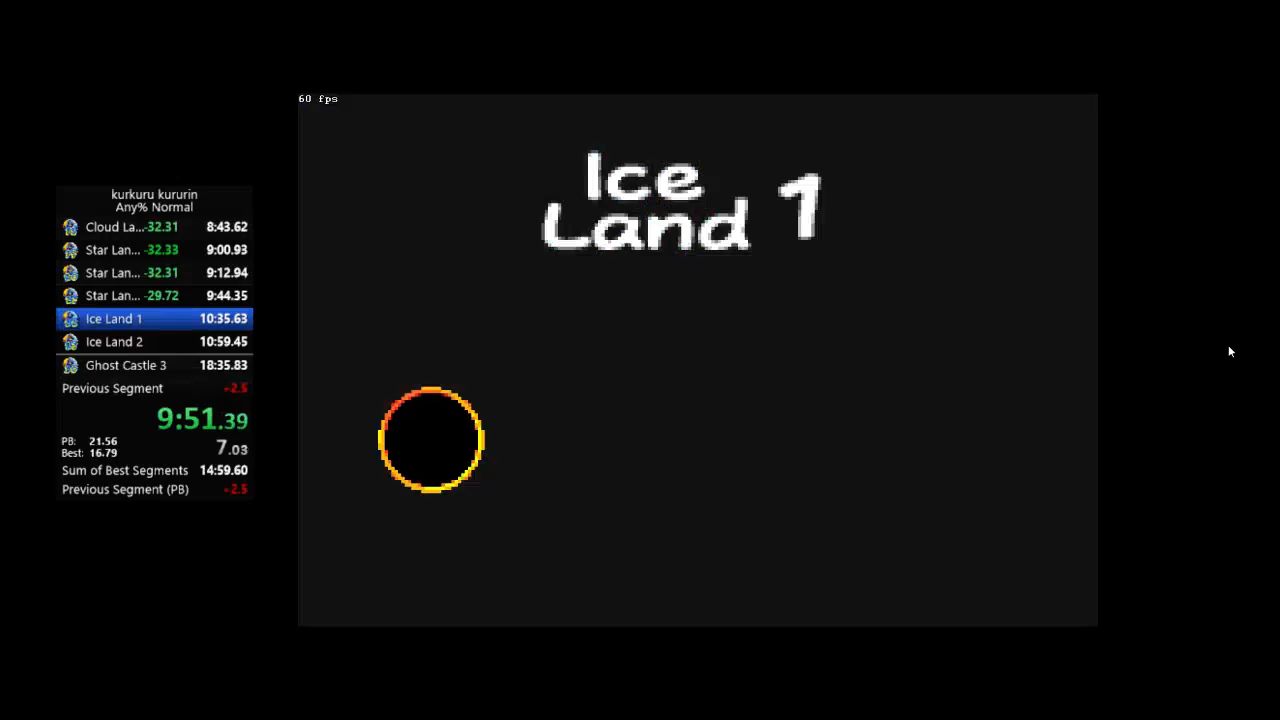 60 fps
Ice
Land 1
kurkuru kururin
Any% Normal
Cloud La... -32.31 8:43.62
Star Lan... -32.33 9:00.93
Star Lan... -32.31 9:12.94
Star Lan... -29.72 9:44.35
Ice Land 1 10:35.63
Ice Land 2 10:59.45
Ghost Castle 3 18:35.83
Previous Segment +2.5
9:51.39
PB: 21.56
Best: 16.79
7.03
Sum of Best Segments 14:59.60
Previous Segment (PB) +2.5